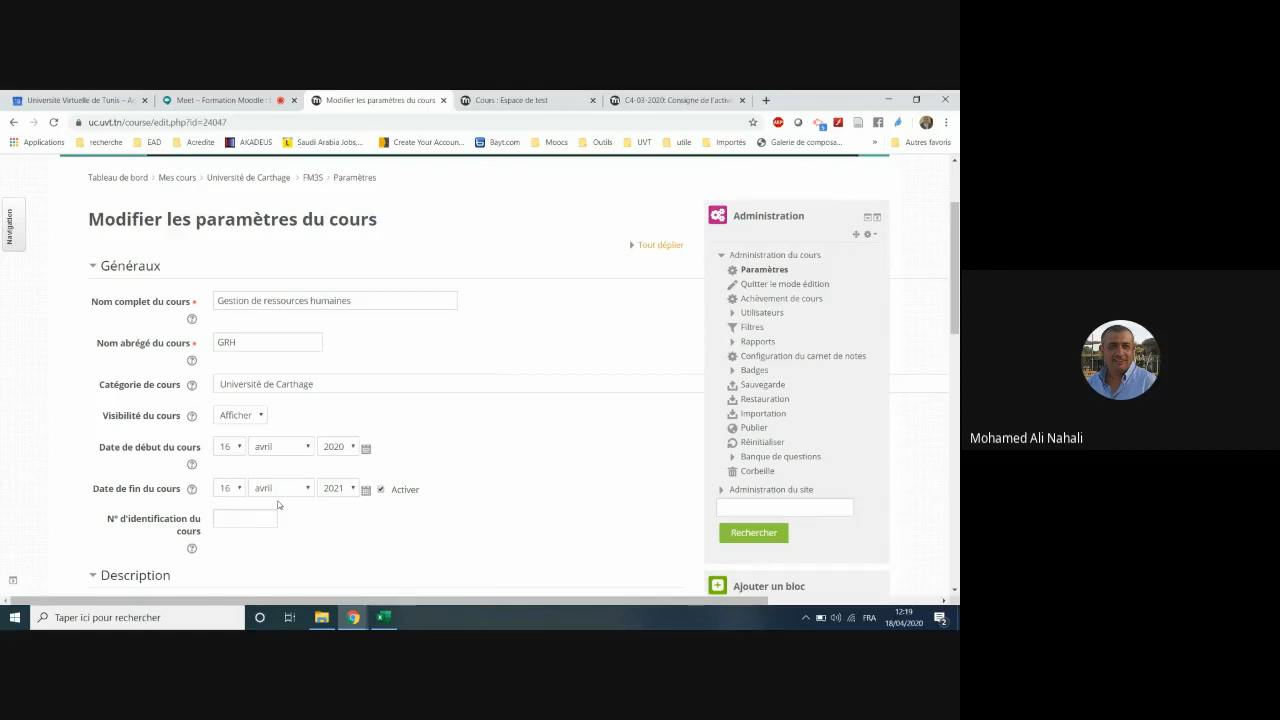 Université Virtuelle de Tunis – Ac
Meet – Formation Moodle :
Modifier les paramètres du cours
Cours : Espace de test
C4-03-2020: Consigne de l'activ
uc.uvt.tn/course/edit.php?id=24047
Applications
recherche
EAD
Acredite
AKADEUS
Saudi Arabia Jobs,...
Create Your Accoun...
Bayt.com
Moocs
Outils
UVT
utile
Importés
Galerie de composa...
»
Autres favoris
Navigation
Tableau de bord > Mes cours > Université de Carthage > FM3S > Paramètres
Modifier les paramètres du cours
Tout déplier
Généraux
Nom complet du cours
Gestion de ressources humaines
Nom abrégé du cours
GRH
Catégorie de cours
Université de Carthage
Visibilité du cours
Afficher
Date de début du cours
16 avril 2020
Date de fin du cours
16 avril 2021 Activer
N° d'identification du
cours
Description
Administration
Administration du cours
Paramètres
Quitter le mode édition
Achèvement de cours
Utilisateurs
Filtres
Rapports
Configuration du carnet de notes
Badges
Sauvegarde
Restauration
Importation
Publier
Réinitialiser
Banque de questions
Corbeille
Administration du site
Rechercher
Ajouter un bloc
Taper ici pour rechercher
FRA
12:19
18/04/2020
2
Mohamed Ali Nahali